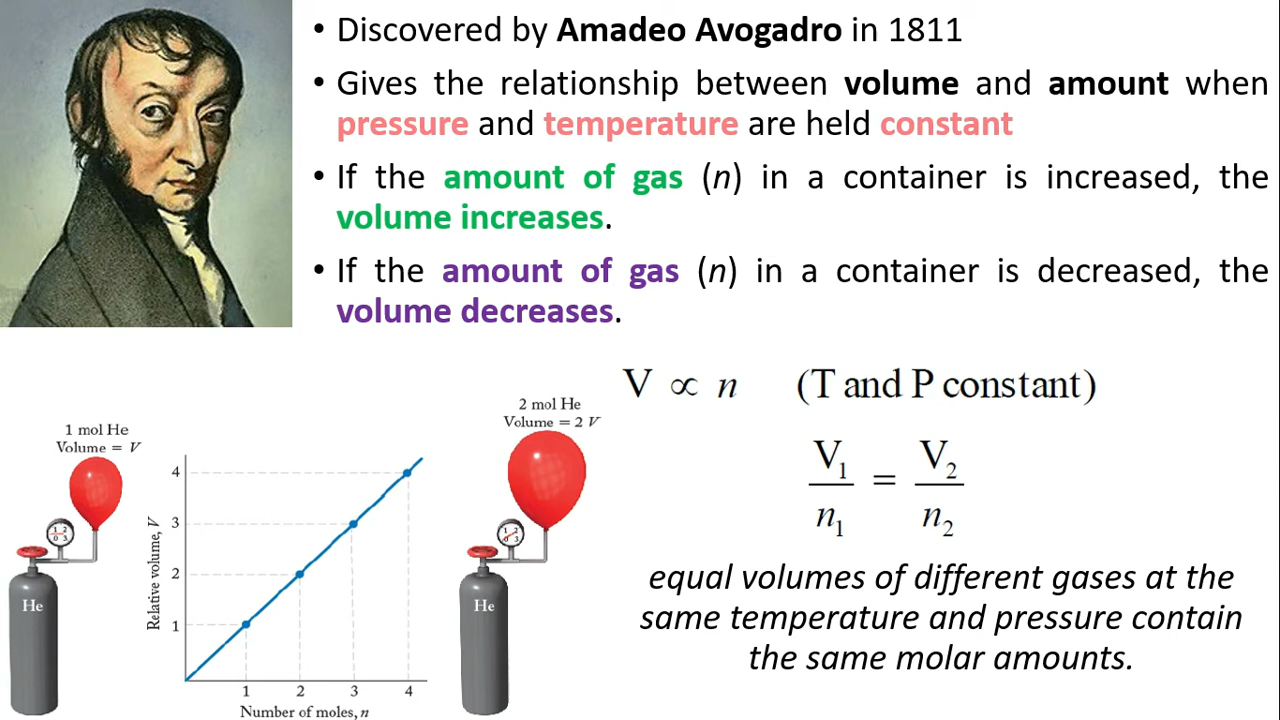 • Discovered by Amadeo Avogadro in 1811
• Gives the relationship between volume and amount when
pressure and temperature are held constant
• If the amount of gas (n) in a container is increased, the
volume increases.
• If the amount of gas (n) in a container is decreased, the
volume decreases.
V ∝ n (T and P constant)
V₁/n₁ = V₂/n₂
equal volumes of different gases at the
same temperature and pressure contain
the same molar amounts.
1 mol He
Volume = V
He
Relative volume, V
4
3
2
1
1 2 3 4
Number of moles, n
2 mol He
Volume = 2 V
He